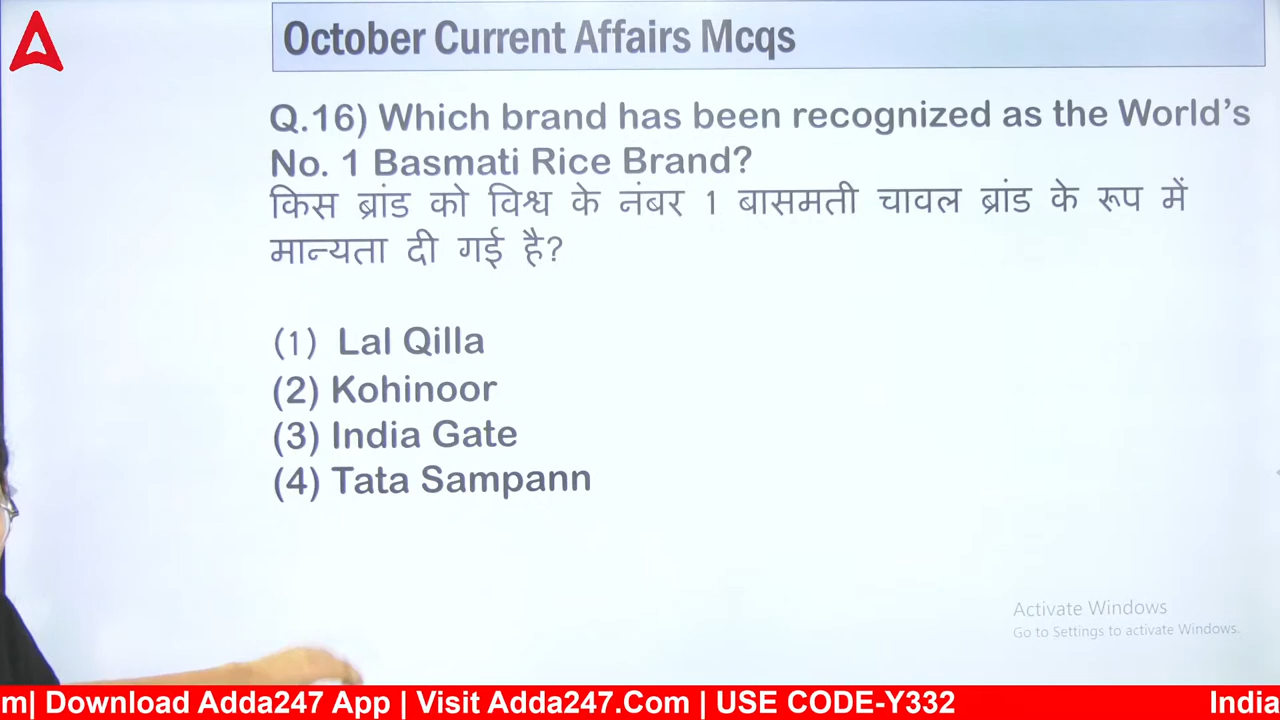 October Current Affairs Mcqs
Q.16) Which brand has been recognized as the World's
No. 1 Basmati Rice Brand?
किस ब्रांड को विश्व के नंबर 1 बासमती चावल ब्रांड के रूप में
मान्यता दी गई है?
(1) Lal Qilla
(2) Kohinoor
(3) India Gate
(4) Tata Sampann
Activate Windows
Go to Settings to activate Windows.
m| Download Adda247 App | Visit Adda247.Com | USE CODE-Y332
India